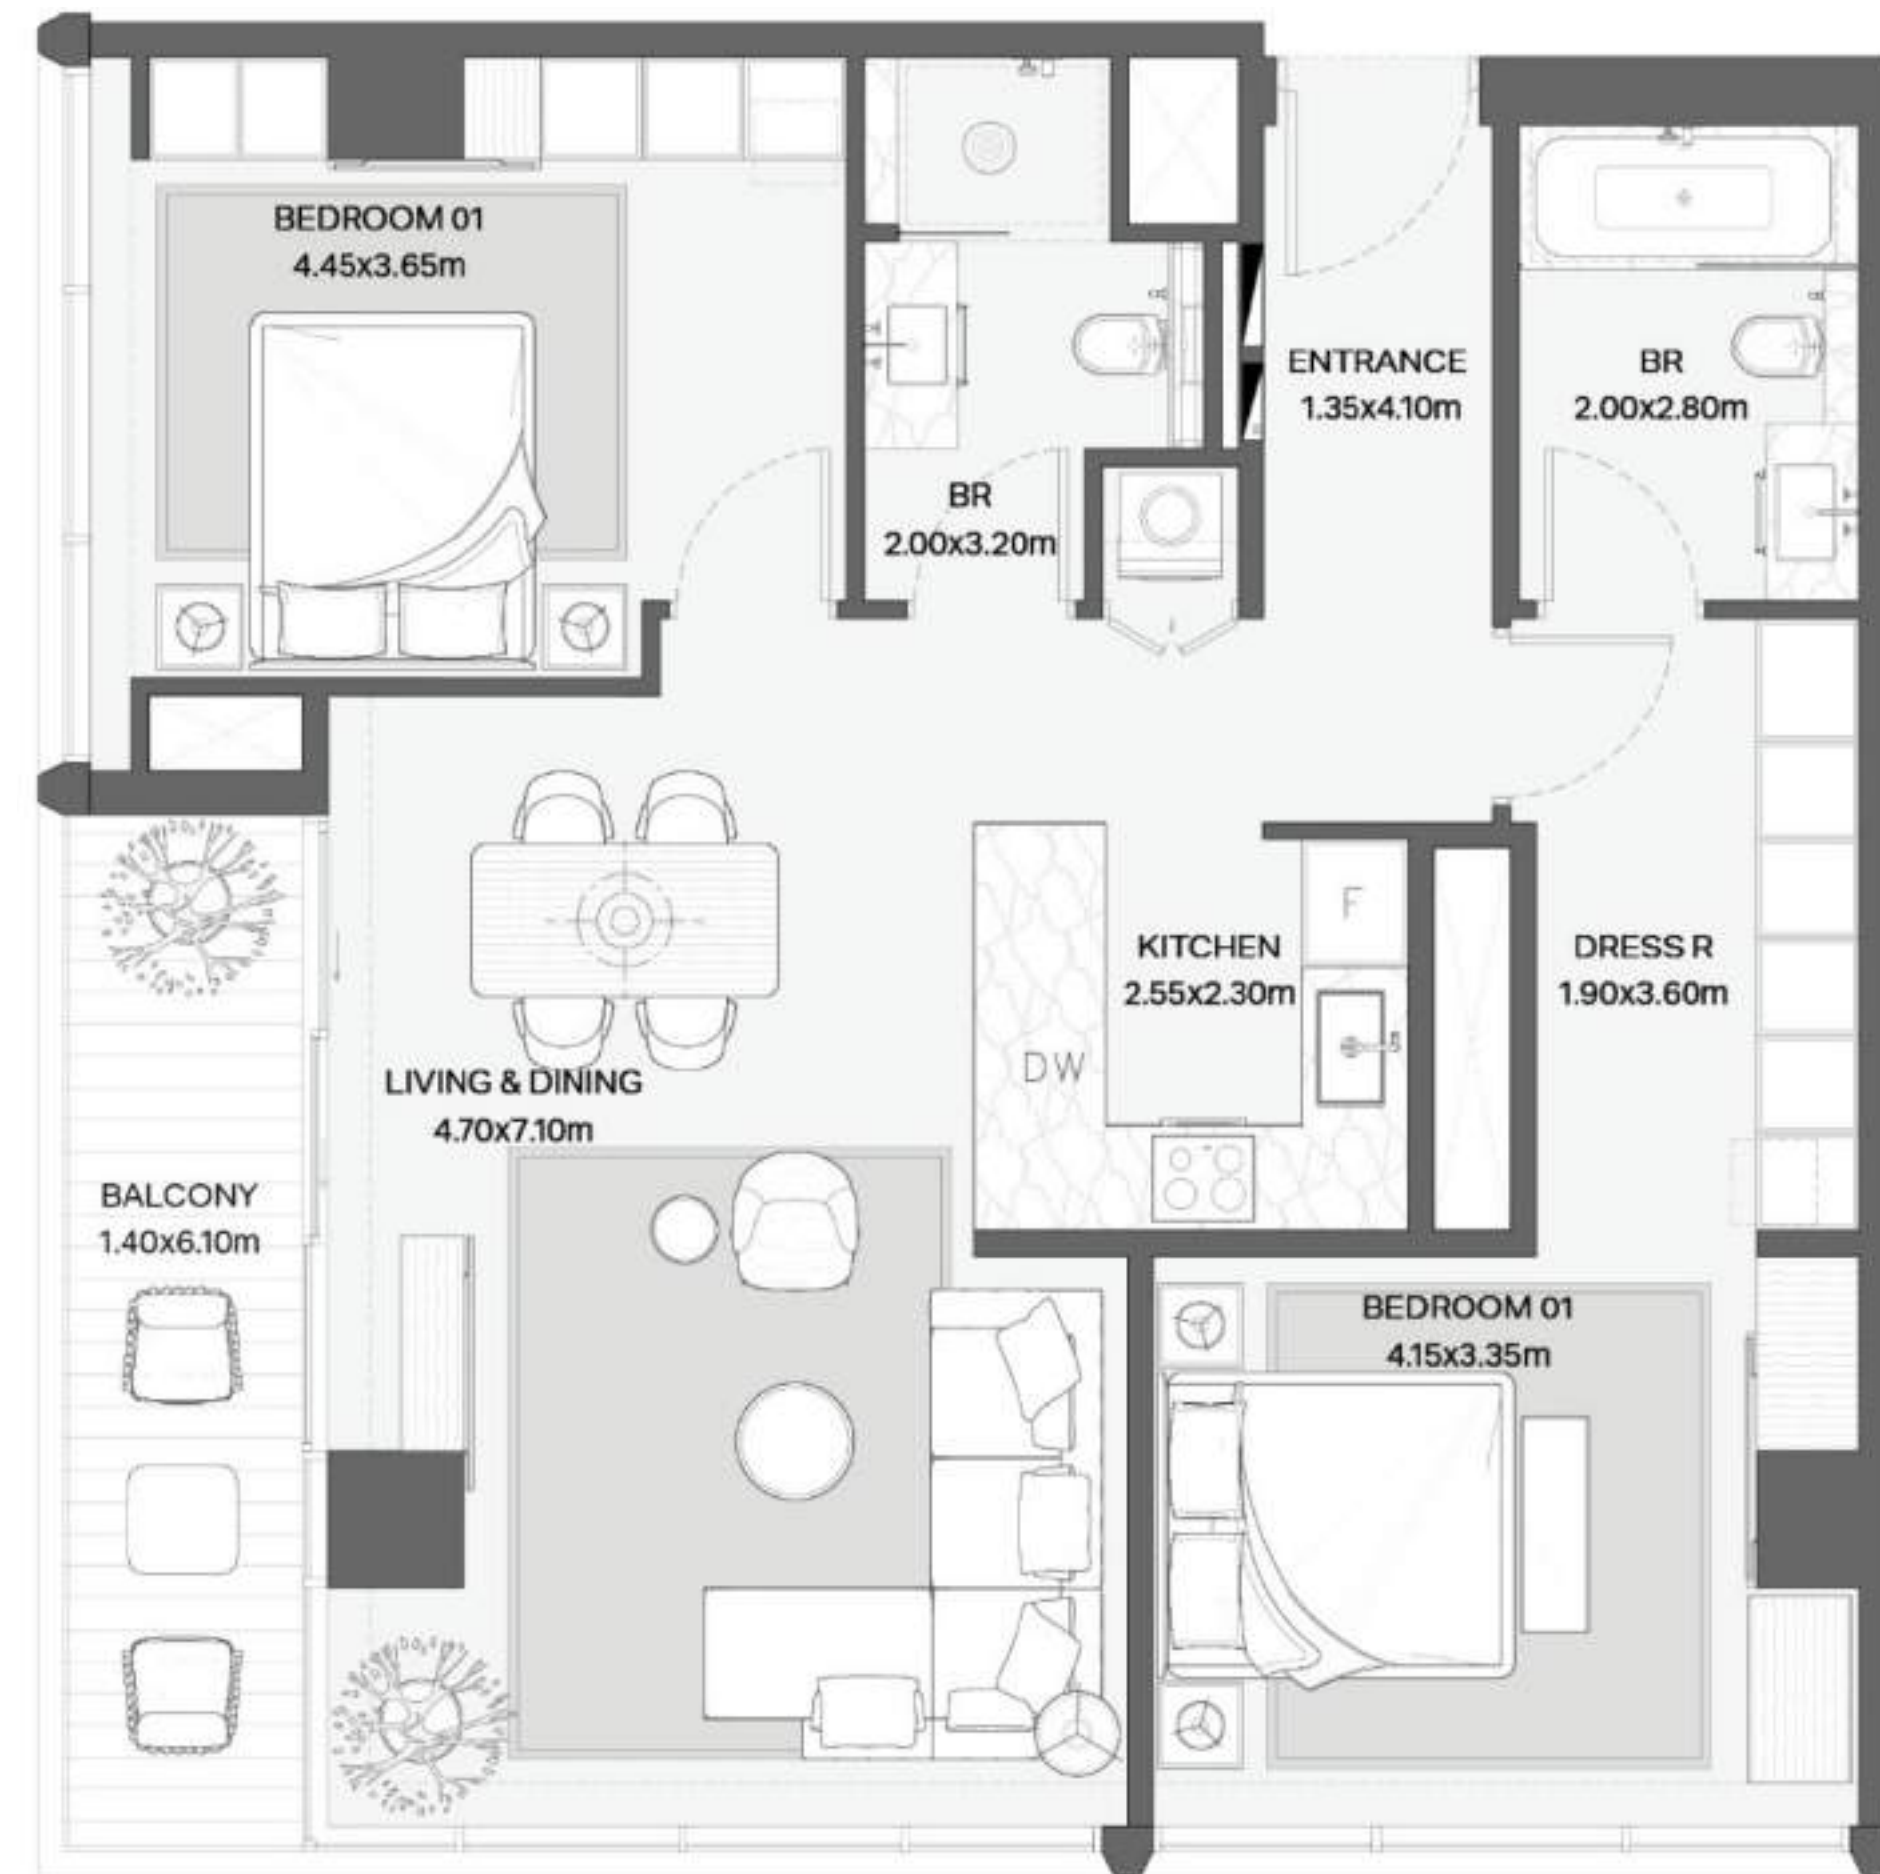 BEDROOM 01
4.45x3.65m
ENTRANCE
1.35x4.10m
BR
2.00x2.80m
BR
2.00x3.20m
KITCHEN
2.55x2.30m
F
DRESS R
1.90x3.60m
DW
LIVING & DINING
4.70x7.10m
BALCONY
1.40x6.10m
BEDROOM 01
4.15x3.35m